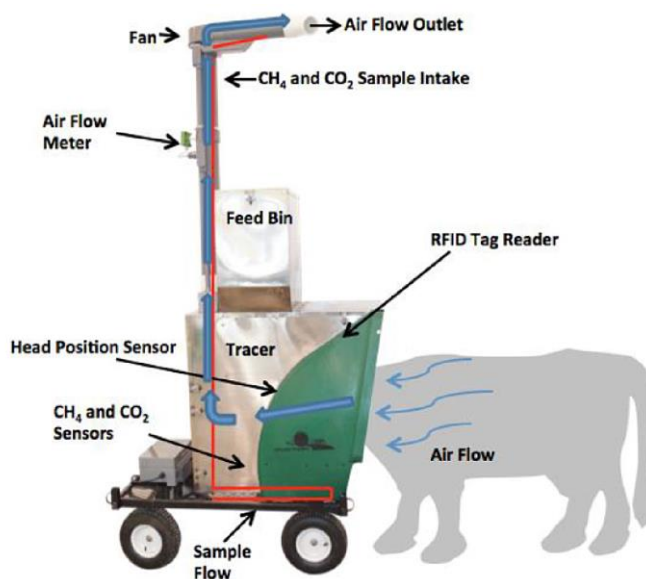 Fan
Air Flow Outlet
CH₄ and CO₂ Sample Intake
Air Flow
Meter
Feed Bin
RFID Tag Reader
Head Position Sensor
Tracer
CH₄ and CO₂
Sensors
Air Flow
Sample
Flow